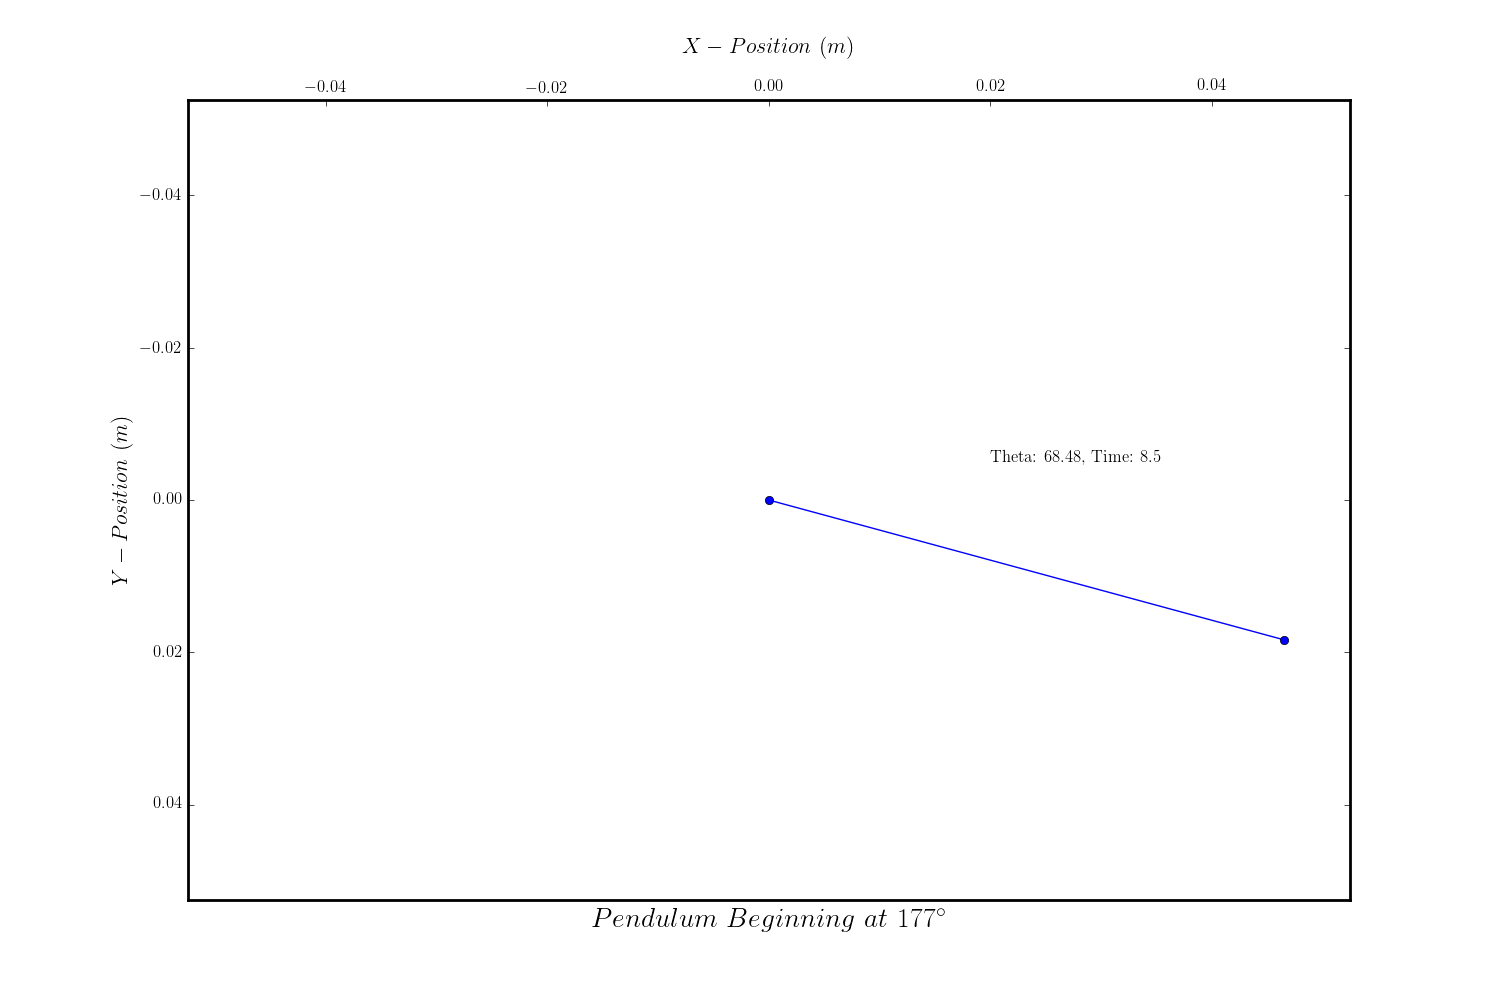 X – Position (m)
−0.04 −0.02 0.00 0.02 0.04
−0.04
−0.02
Y – Position (m)
Theta: 68.48, Time: 8.5
0.00
0.02
0.04
Pendulum Beginning at 177°